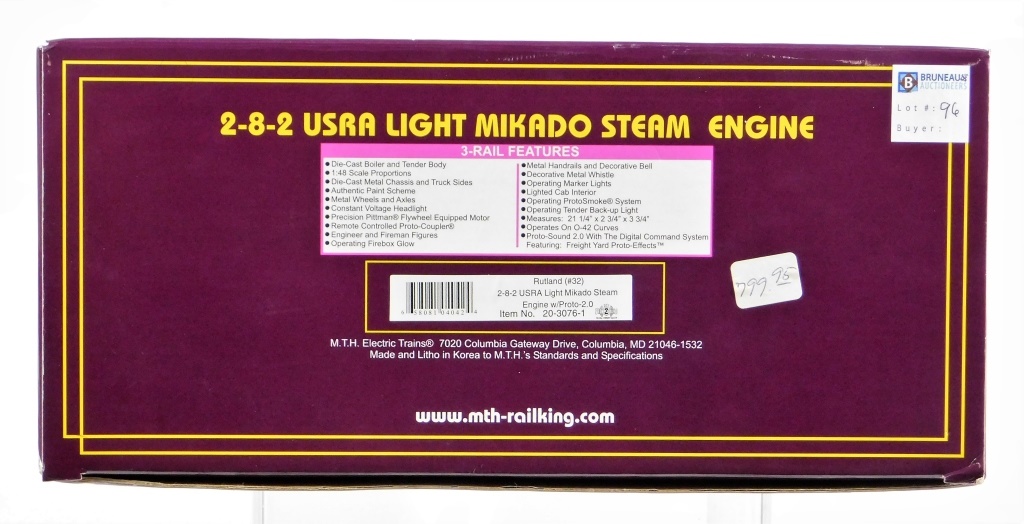 BRUNEAU &
AUCTIONEERS
Lot #: 96
Buyer:
2-8-2 USRA LIGHT MIKADO STEAM ENGINE
3-RAIL FEATURES
Die-Cast Boiler and Tender Body
1:48 Scale Proportions
Die-Cast Metal Chassis and Truck Sides
Authentic Paint Scheme
Metal Wheels and Axles
Constant Voltage Headlight
Precision Pittman® Flywheel Equipped Motor
Remote Controlled Proto-Coupler®
Engineer and Fireman Figures
Operating Firebox Glow
Metal Handrails and Decorative Bell
Decorative Metal Whistle
Operating Marker Lights
Lighted Cab Interior
Operating ProtoSmoke® System
Operating Tender Back-up Light
Measures: 21 1/4" x 2 3/4" x 3 3/4"
Operates On O-42 Curves
Proto-Sound 2.0 With The Digital Command System
Featuring: Freight Yard Proto-Effects™
799 95
Rutland (#32)
2-8-2 USRA Light Mikado Steam
Engine w/Proto-2.0
Item No. 20-3076-1
6 58081 04042 4
M.T.H. Electric Trains® 7020 Columbia Gateway Drive, Columbia, MD 21046-1532
Made and Litho in Korea to M.T.H.'s Standards and Specifications
www.mth-railking.com